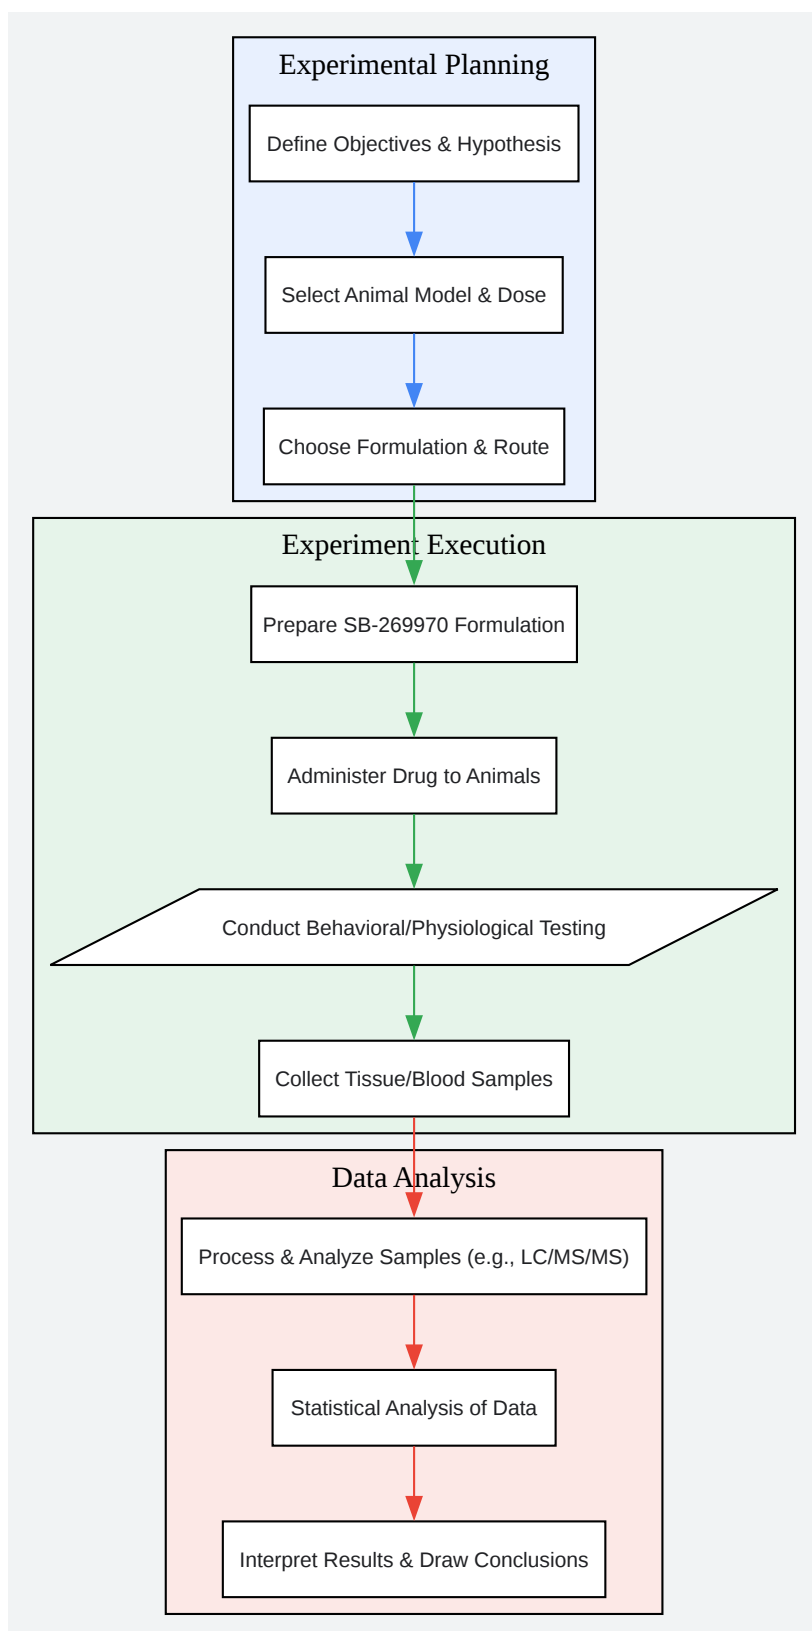 Experimental Planning
Define Objectives & Hypothesis
Select Animal Model & Dose
Choose Formulation & Route
Experiment Execution
Prepare SB-269970 Formulation
Administer Drug to Animals
Conduct Behavioral/Physiological Testing
Collect Tissue/Blood Samples
Data Analysis
Process & Analyze Samples (e.g., LC/MS/MS)
Statistical Analysis of Data
Interpret Results & Draw Conclusions